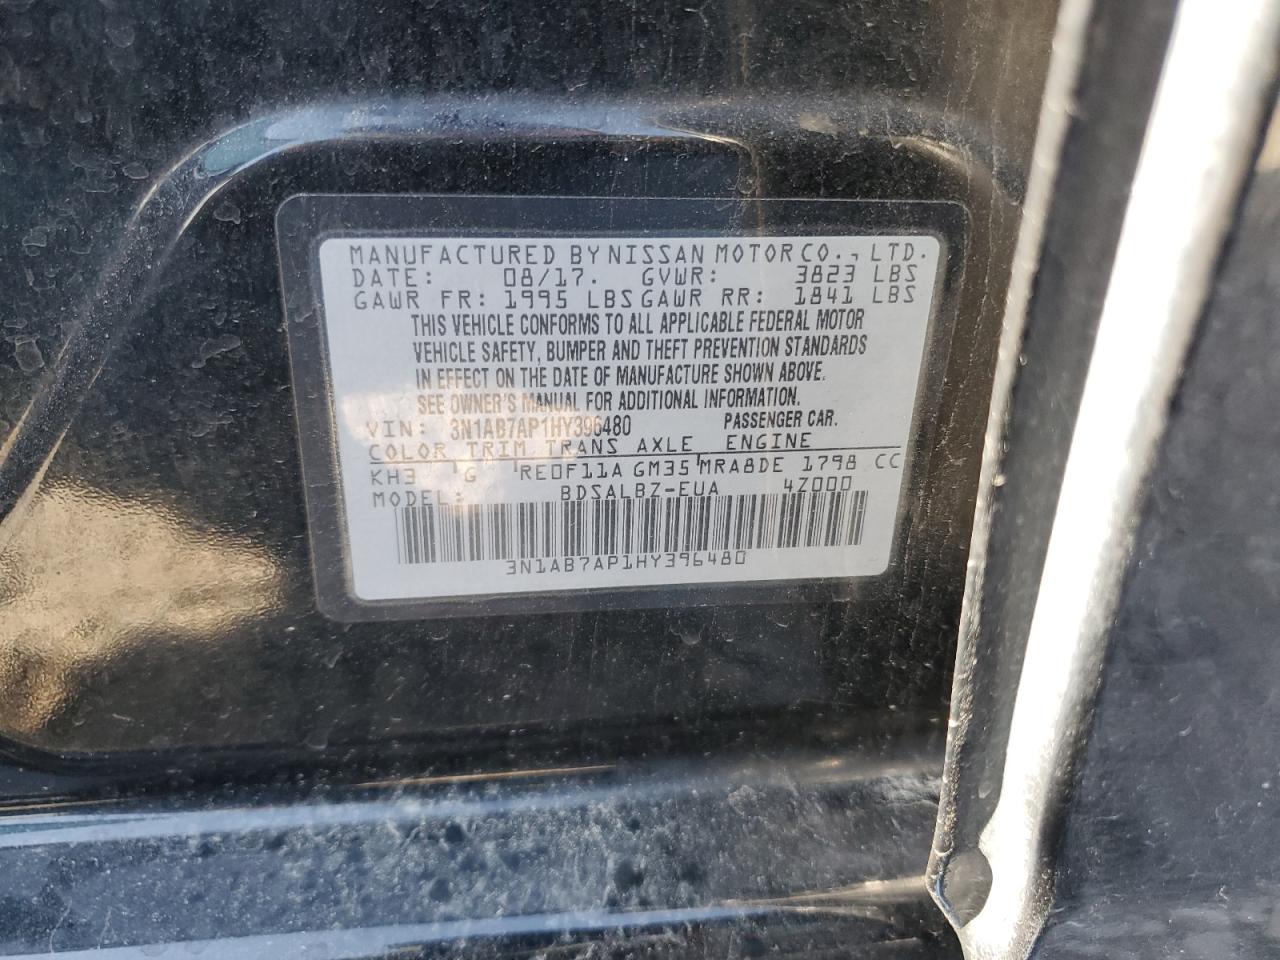 MANUFACTURED BY NISSAN MOTOR CO., LTD.
DATE: 08/17. GVWR: 3823 LBS
GAWR FR: 1995 LBS GAWR RR: 1841 LBS
THIS VEHICLE CONFORMS TO ALL APPLICABLE FEDERAL MOTOR
VEHICLE SAFETY, BUMPER AND THEFT PREVENTION STANDARDS
IN EFFECT ON THE DATE OF MANUFACTURE SHOWN ABOVE.
SEE OWNER'S MANUAL FOR ADDITIONAL INFORMATION.
VIN: 3N1AB7AP1HY396480 PASSENGER CAR.
COLOR TRIM TRANS AXLE ENGINE
KH3 G RE0F11A GM35 MRA8DE 1798 CC
MODEL: BDSALBZ-EUA 4Z000
3N1AB7AP1HY396480